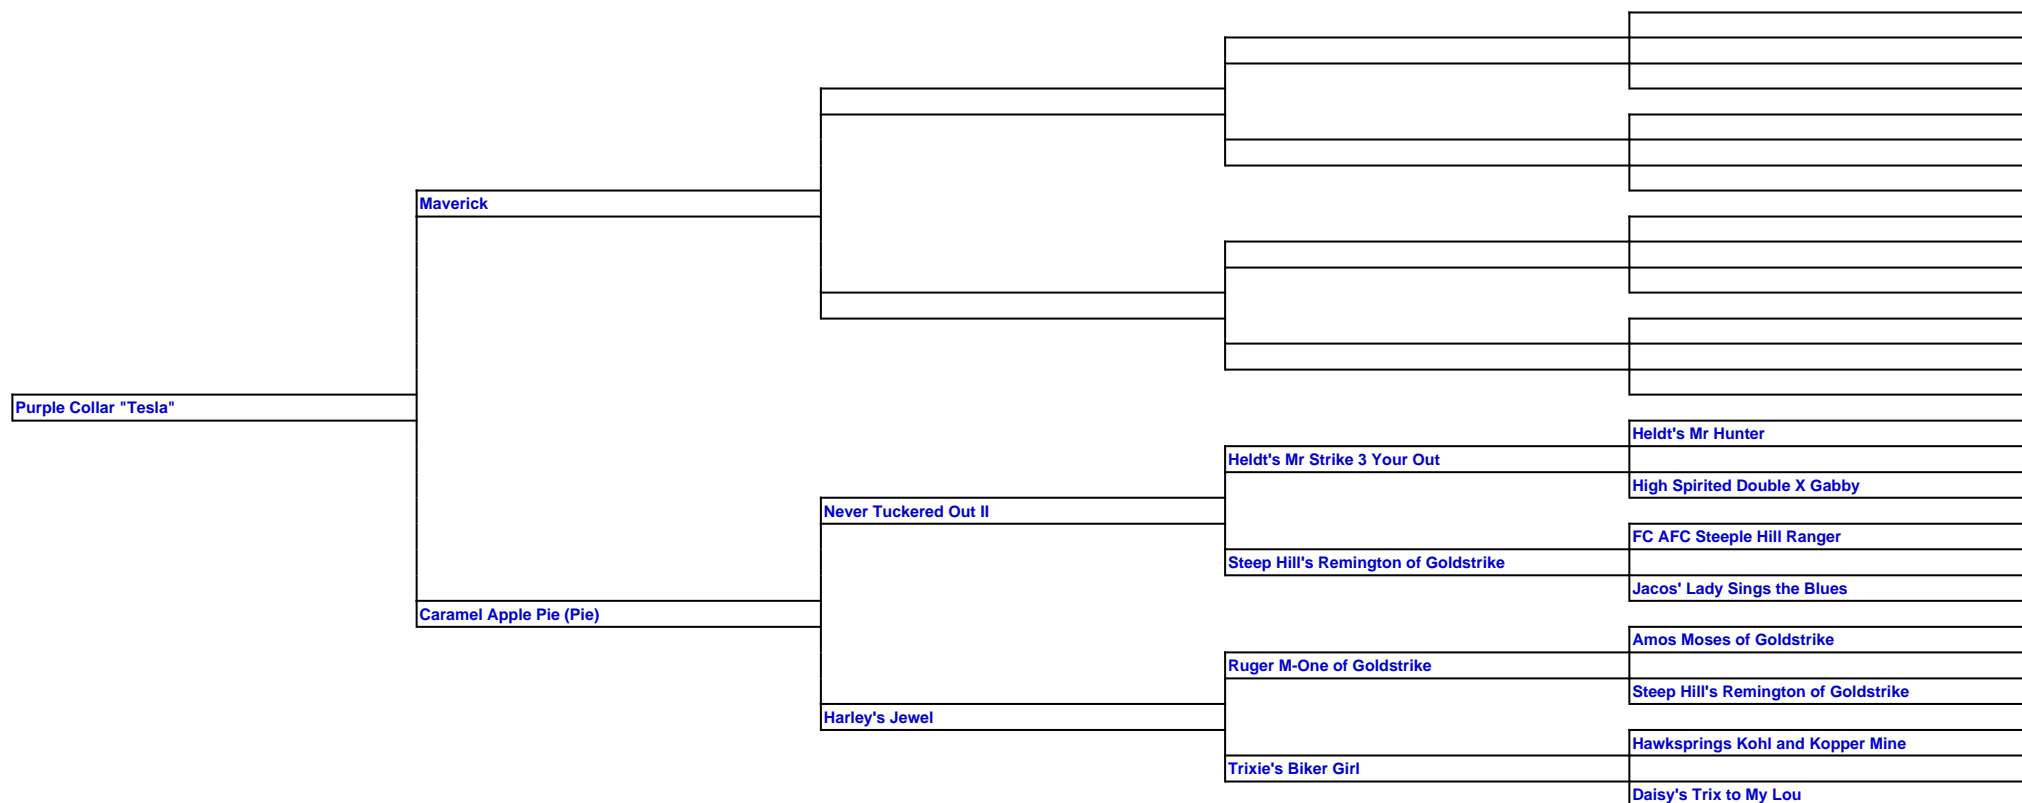 Maverick
Purple Collar "Tesla"
Heldt's Mr Hunter
Heldt's Mr Strike 3 Your Out
High Spirited Double X Gabby
Never Tuckered Out II
FC AFC Steeple Hill Ranger
Steep Hill's Remington of Goldstrike
Jacos' Lady Sings the Blues
Caramel Apple Pie (Pie)
Amos Moses of Goldstrike
Ruger M-One of Goldstrike
Steep Hill's Remington of Goldstrike
Harley's Jewel
Hawksprings Kohl and Kopper Mine
Trixie's Biker Girl
Daisy's Trix to My Lou